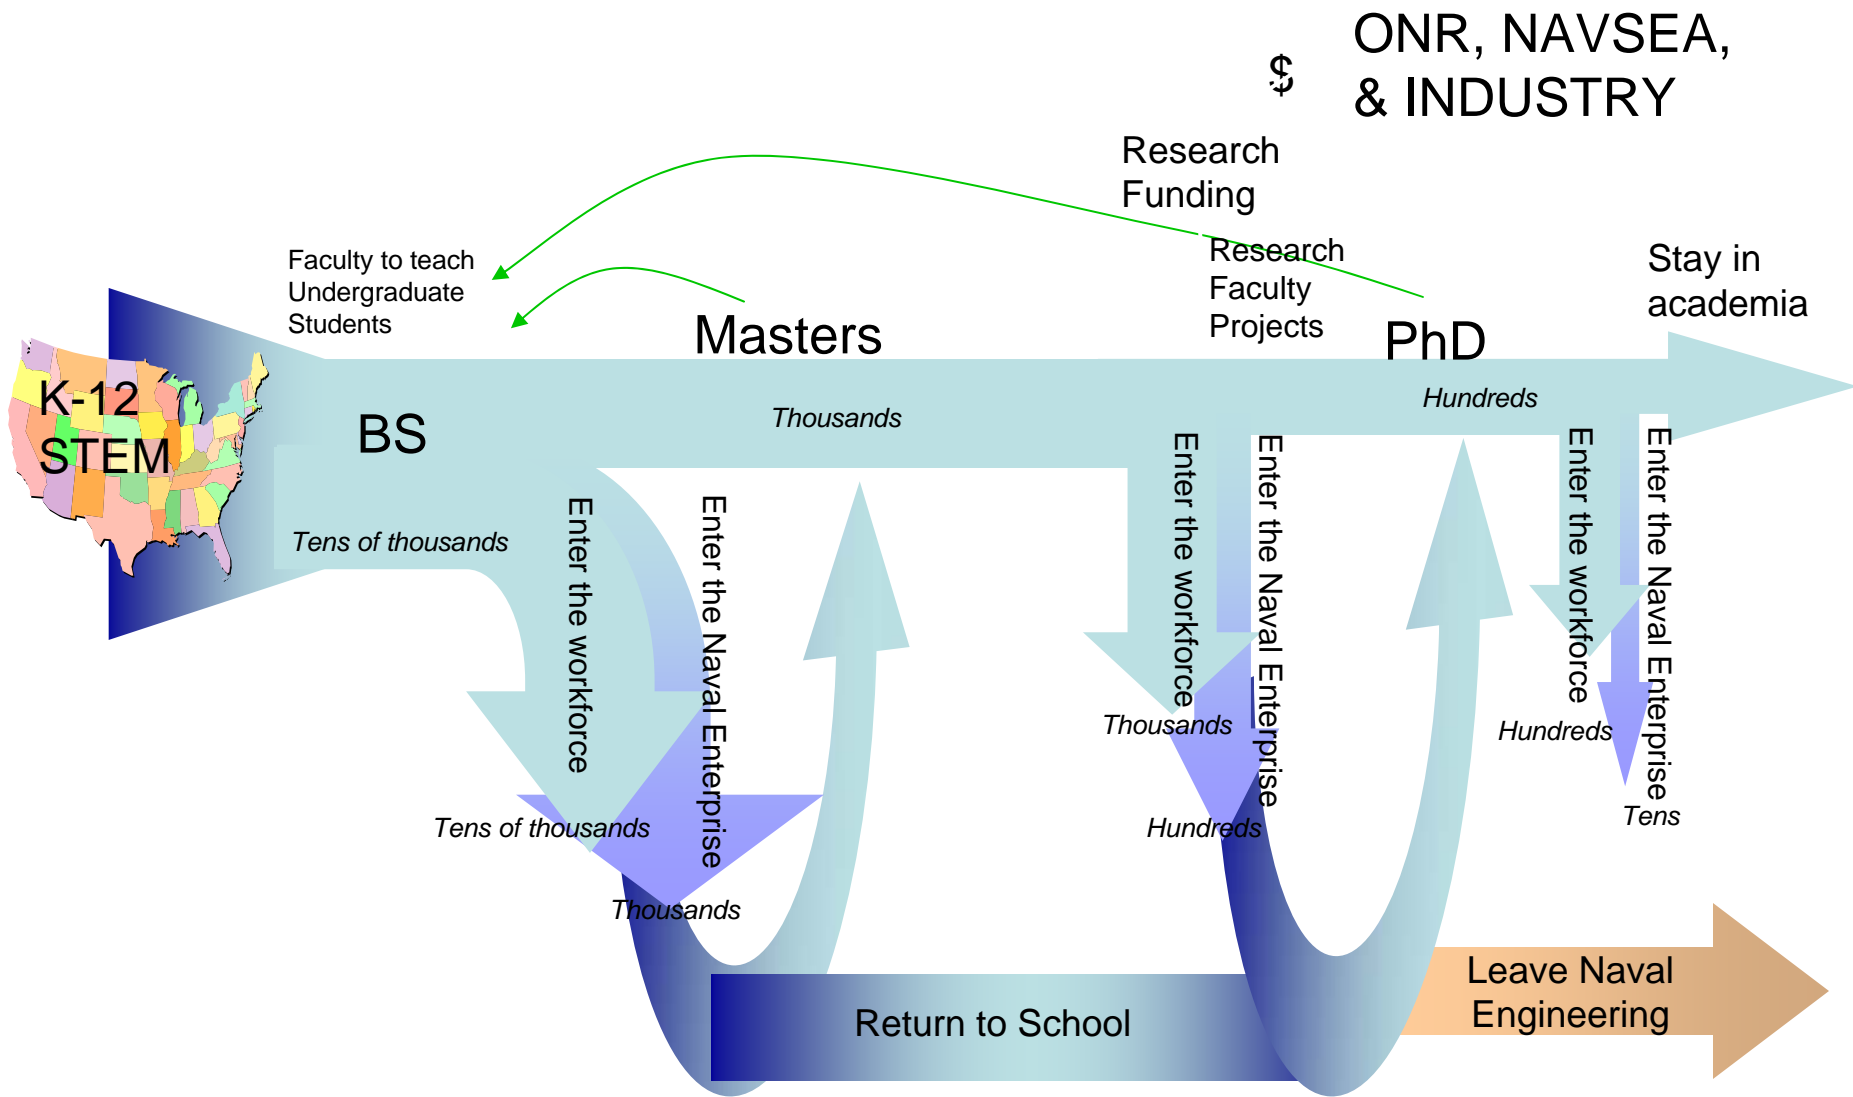 ONR, NAVSEA,
& INDUSTRY
$
Research
Funding
Research
Faculty
Projects
Stay in
academia
Faculty to teach
Undergraduate
Students
Masters
PhD
K-12
STEM
BS
Thousands
Hundreds
Tens of thousands
Enter the workforce
Enter the Naval Enterprise
Enter the workforce
Enter the Naval Enterprise
Enter the workforce
Enter the Naval Enterprise
Tens of thousands
Thousands
Thousands
Hundreds
Hundreds
Tens
Return to School
Leave Naval
Engineering